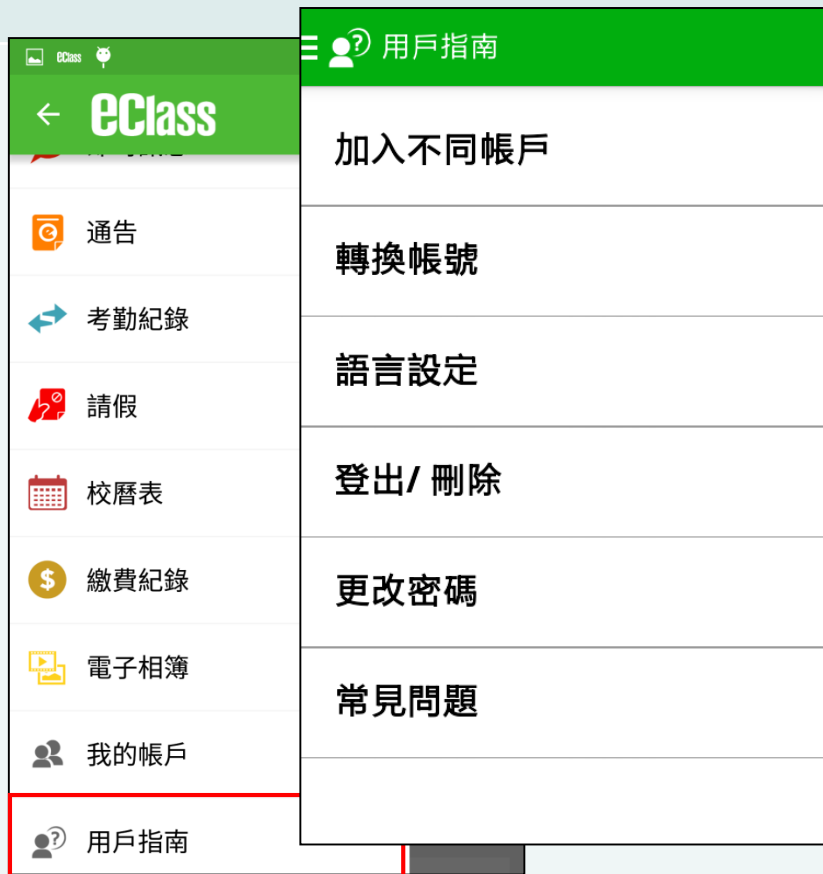 eClass
eClass
通告
考勤紀錄
請假
校曆表
繳費紀錄
電子相簿
我的帳戶
用戶指南
用戶指南
加入不同帳戶
轉換帳號
語言設定
登出/ 刪除
更改密碼
常見問題